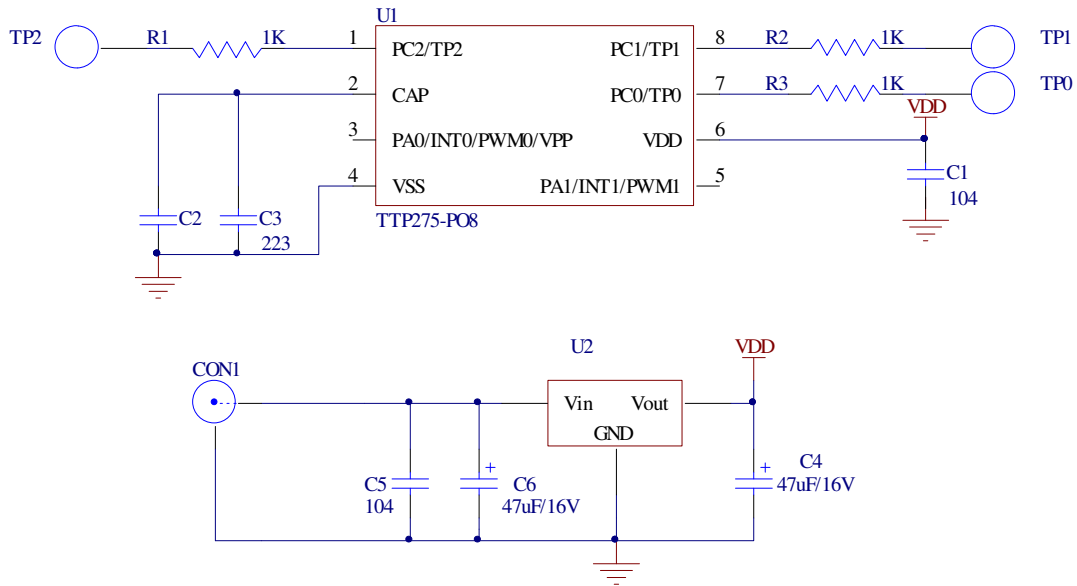 U1
TP2
R1
1K
1
PC2/TP2
PC1/TP1
8
R2
1K
TP1
2
CAP
PC0/TP0
7
R3
1K
TP0
VDD
3
PA0/INT0/PWM0/VPP
VDD
6
4
VSS
PA1/INT1/PWM1
5
C1
104
TTP275-PO8
C2
C3
223
U2
VDD
CON1
Vin
Vout
GND
C5
104
+
C6
47uF/16V
+
C4
47uF/16V